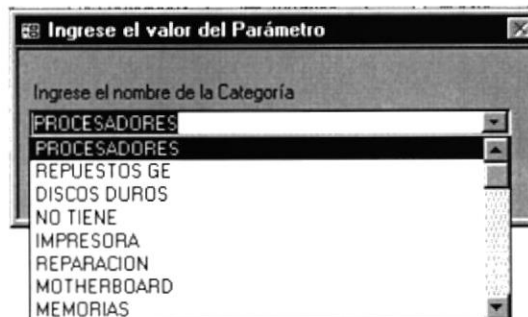 Ingrese el valor del Parámetro
Ingrese el nombre de la Categoría
PROCESADORES
PROCESADORES
REPUESTOS GE
DISCOS DUROS
NO TIENE
IMPRESORA
REPARACION
MOTHERBOARD
MEMORIAS